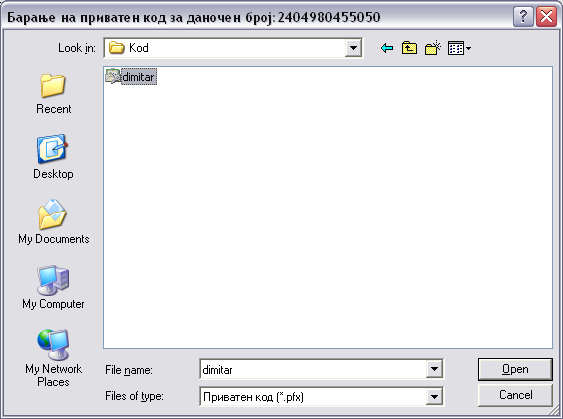 Барање на приватен код за даночен број:2404980455050
Look in:
Kod
dimitar
Recent
Desktop
My Documents
My Computer
My Network
Places
File name:
dimitar
Open
Files of type:
Приватен код (*.pfx)
Cancel